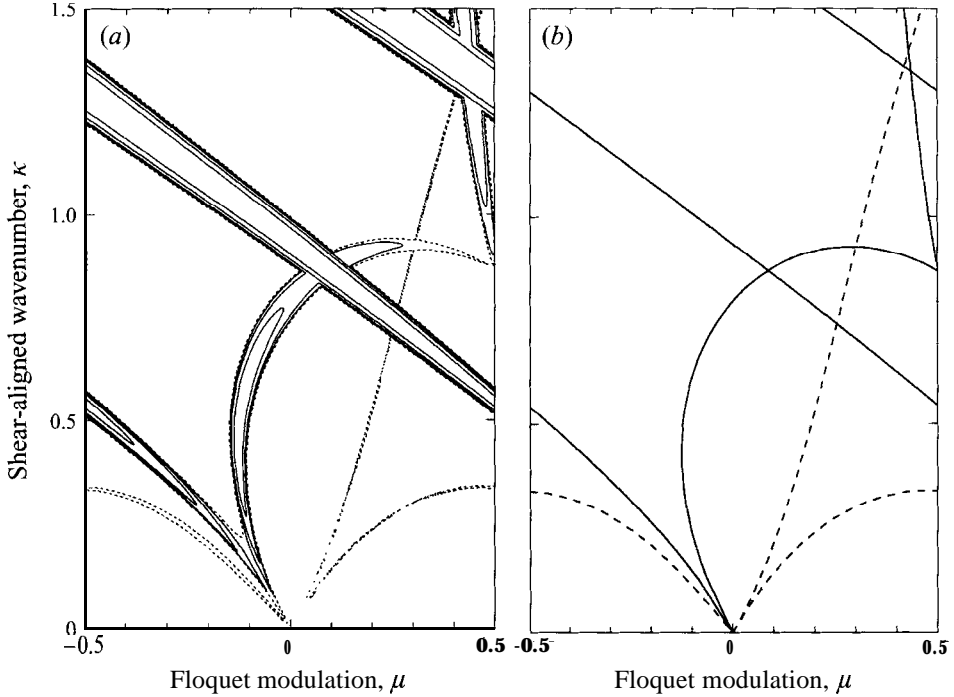 1.5
(a)
(b)
1.0
Shear-aligned wavenumber, κ
0.5
0
−0.5
0
0.5
-0.5
0
0.5
Floquet modulation, μ
Floquet modulation, μ